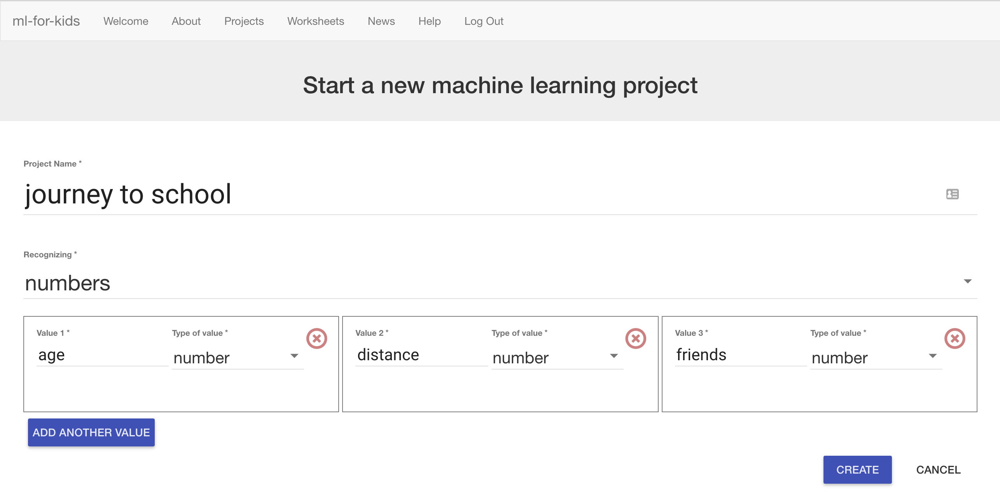 ml-for-kids Welcome About Projects Worksheets News Help Log Out
Start a new machine learning project
Project Name *
journey to school
Recognizing *
numbers
Value 1 * Type of value * Value 2 * Type of value * Value 3 * Type of value *
age number distance number friends number
ADD ANOTHER VALUE
CREATE CANCEL